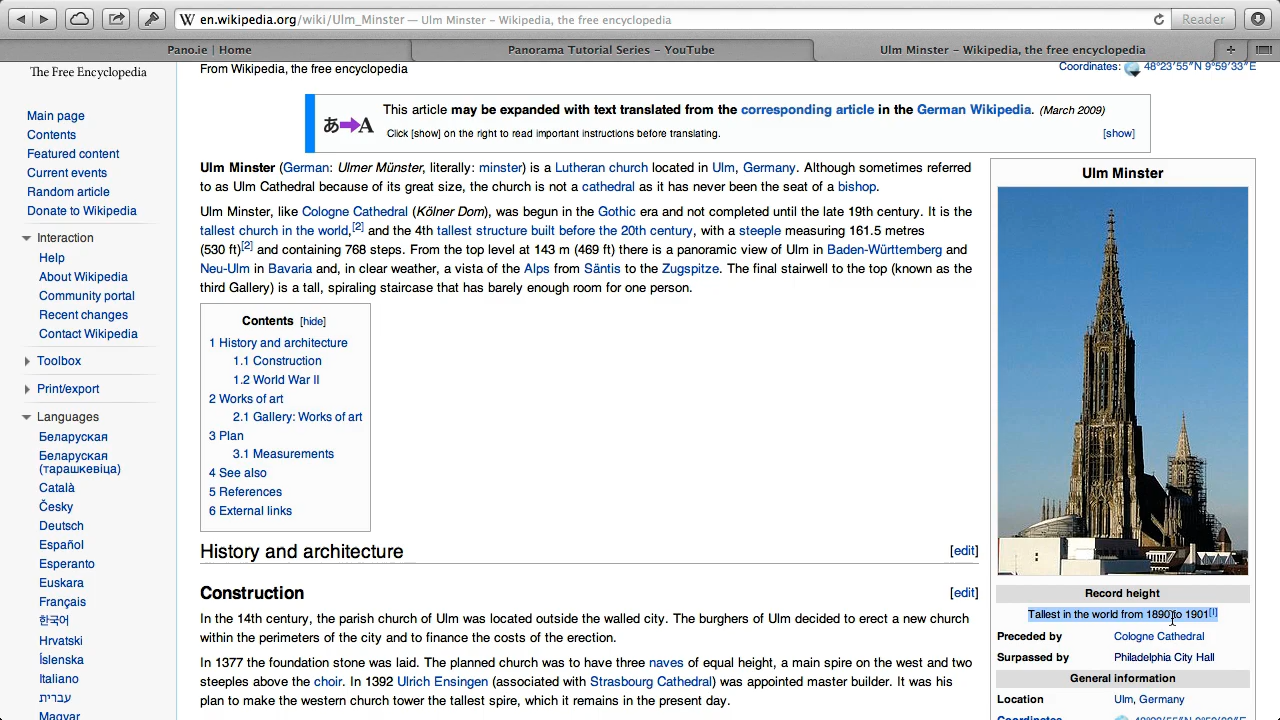 en.wikipedia.org/wiki/Ulm_Minster — Ulm Minster – Wikipedia, the free encyclopedia
Reader
Pano.ie | Home
Panorama Tutorial Series – YouTube
Ulm Minster – Wikipedia, the free encyclopedia
The Free Encyclopedia
Main page
Contents
Featured content
Current events
Random article
Donate to Wikipedia
Interaction
Help
About Wikipedia
Community portal
Recent changes
Contact Wikipedia
Toolbox
Print/export
Languages
Беларуская
Беларуская
(тарашкевіца)
Català
Česky
Deutsch
Español
Esperanto
Euskara
Français
한국어
Hrvatski
Íslenska
Italiano
עברית
Magyar
From Wikipedia, the free encyclopedia
Coordinates: 48°23′55″N 9°59′33″E
This article may be expanded with text translated from the corresponding article in the German Wikipedia. (March 2009)
Click [show] on the right to read important instructions before translating.
[show]
Ulm Minster (German: Ulmer Münster, literally: minster) is a Lutheran church located in Ulm, Germany. Although sometimes referred
to as Ulm Cathedral because of its great size, the church is not a cathedral as it has never been the seat of a bishop.
Ulm Minster, like Cologne Cathedral (Kölner Dom), was begun in the Gothic era and not completed until the late 19th century. It is the
tallest church in the world,[2] and the 4th tallest structure built before the 20th century, with a steeple measuring 161.5 metres
(530 ft)[2] and containing 768 steps. From the top level at 143 m (469 ft) there is a panoramic view of Ulm in Baden-Württemberg and
Neu-Ulm in Bavaria and, in clear weather, a vista of the Alps from Säntis to the Zugspitze. The final stairwell to the top (known as the
third Gallery) is a tall, spiraling staircase that has barely enough room for one person.
Contents [hide]
1 History and architecture
1.1 Construction
1.2 World War II
2 Works of art
2.1 Gallery: Works of art
3 Plan
3.1 Measurements
4 See also
5 References
6 External links
History and architecture
[edit]
Construction
[edit]
In the 14th century, the parish church of Ulm was located outside the walled city. The burghers of Ulm decided to erect a new church
within the perimeters of the city and to finance the costs of the erection.
In 1377 the foundation stone was laid. The planned church was to have three naves of equal height, a main spire on the west and two
steeples above the choir. In 1392 Ulrich Ensingen (associated with Strasbourg Cathedral) was appointed master builder. It was his
plan to make the western church tower the tallest spire, which it remains in the present day.
Ulm Minster
Record height
Tallest in the world from 1890 to 1901[I]
Preceded by Cologne Cathedral
Surpassed by Philadelphia City Hall
General information
Location Ulm, Germany
Coordinates